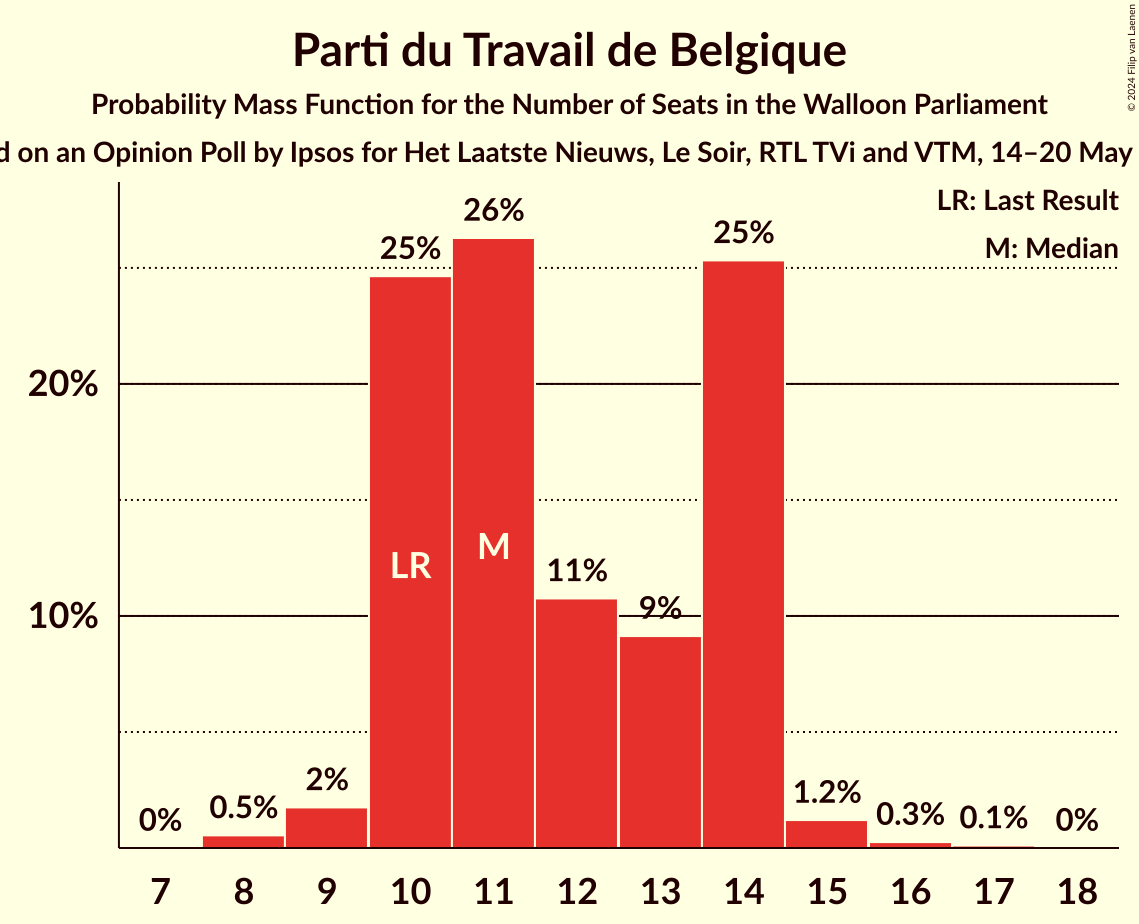 © 2024 Filip van Laenen
Parti du Travail de Belgique
Probability Mass Function for the Number of Seats in the Walloon Parliament
on an Opinion Poll by Ipsos for Het Laatste Nieuws, Le Soir, RTL TVi and VTM, 14–20 May
LR: Last Result
M: Median
26%
25%
25%
20%
LR
M
11%
9%
10%
2%
0%
0.5%
1.2%
0.3%
0.1%
0%
7 8 9 10 11 12 13 14 15 16 17 18